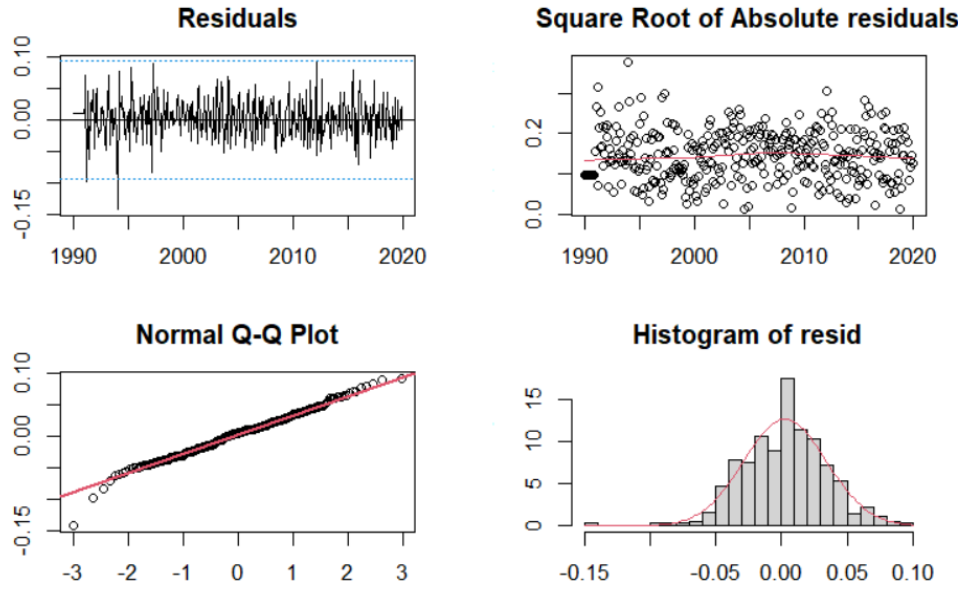 Residuals
0.10
0.00
-0.15
1990 2000 2010 2020
Square Root of Absolute residuals
0.2
0.0
1990 2000 2010 2020
Normal Q-Q Plot
0.10
0.00
-0.15
-3 -2 -1 0 1 2 3
Histogram of resid
15
10
5
0
-0.15 -0.05 0.00 0.05 0.10